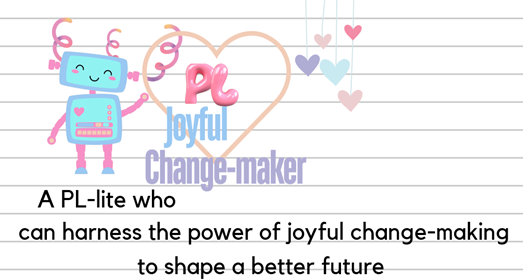 PL
Joyful
Change-maker
A PL-lite who
can harness the power of joyful change-making
to shape a better future